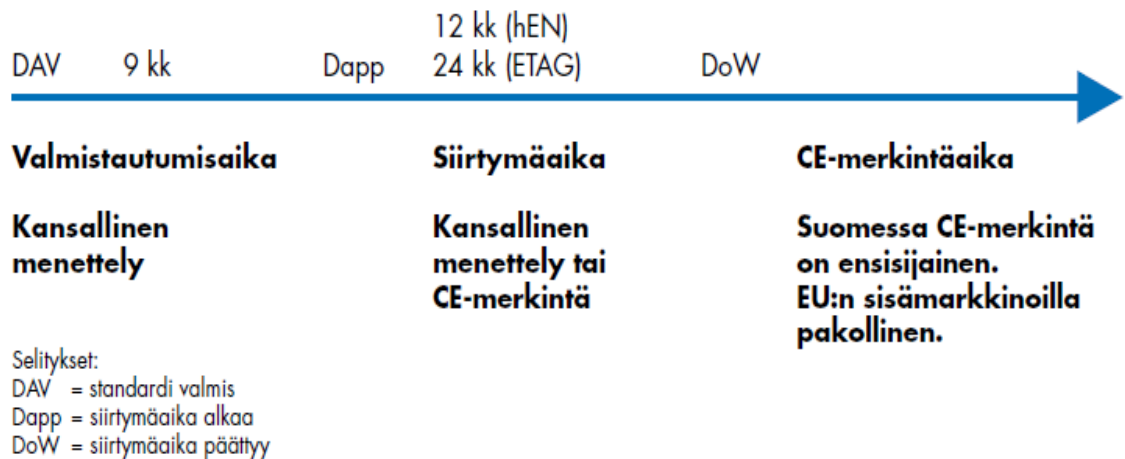 12 kk (hEN)
DAV 9 kk Dapp 24 kk (ETAG) DoW
Valmistautumisaika Siirtymäaika CE-merkintäaika
Kansallinen Kansallinen Suomessa CE-merkintä
menettely menettely tai on ensisijainen.
CE-merkintä EU:n sisämarkkinoilla
pakollinen.
Selitykset:
DAV = standardi valmis
Dapp = siirtymäaika alkaa
DoW = siirtymäaika päättyy